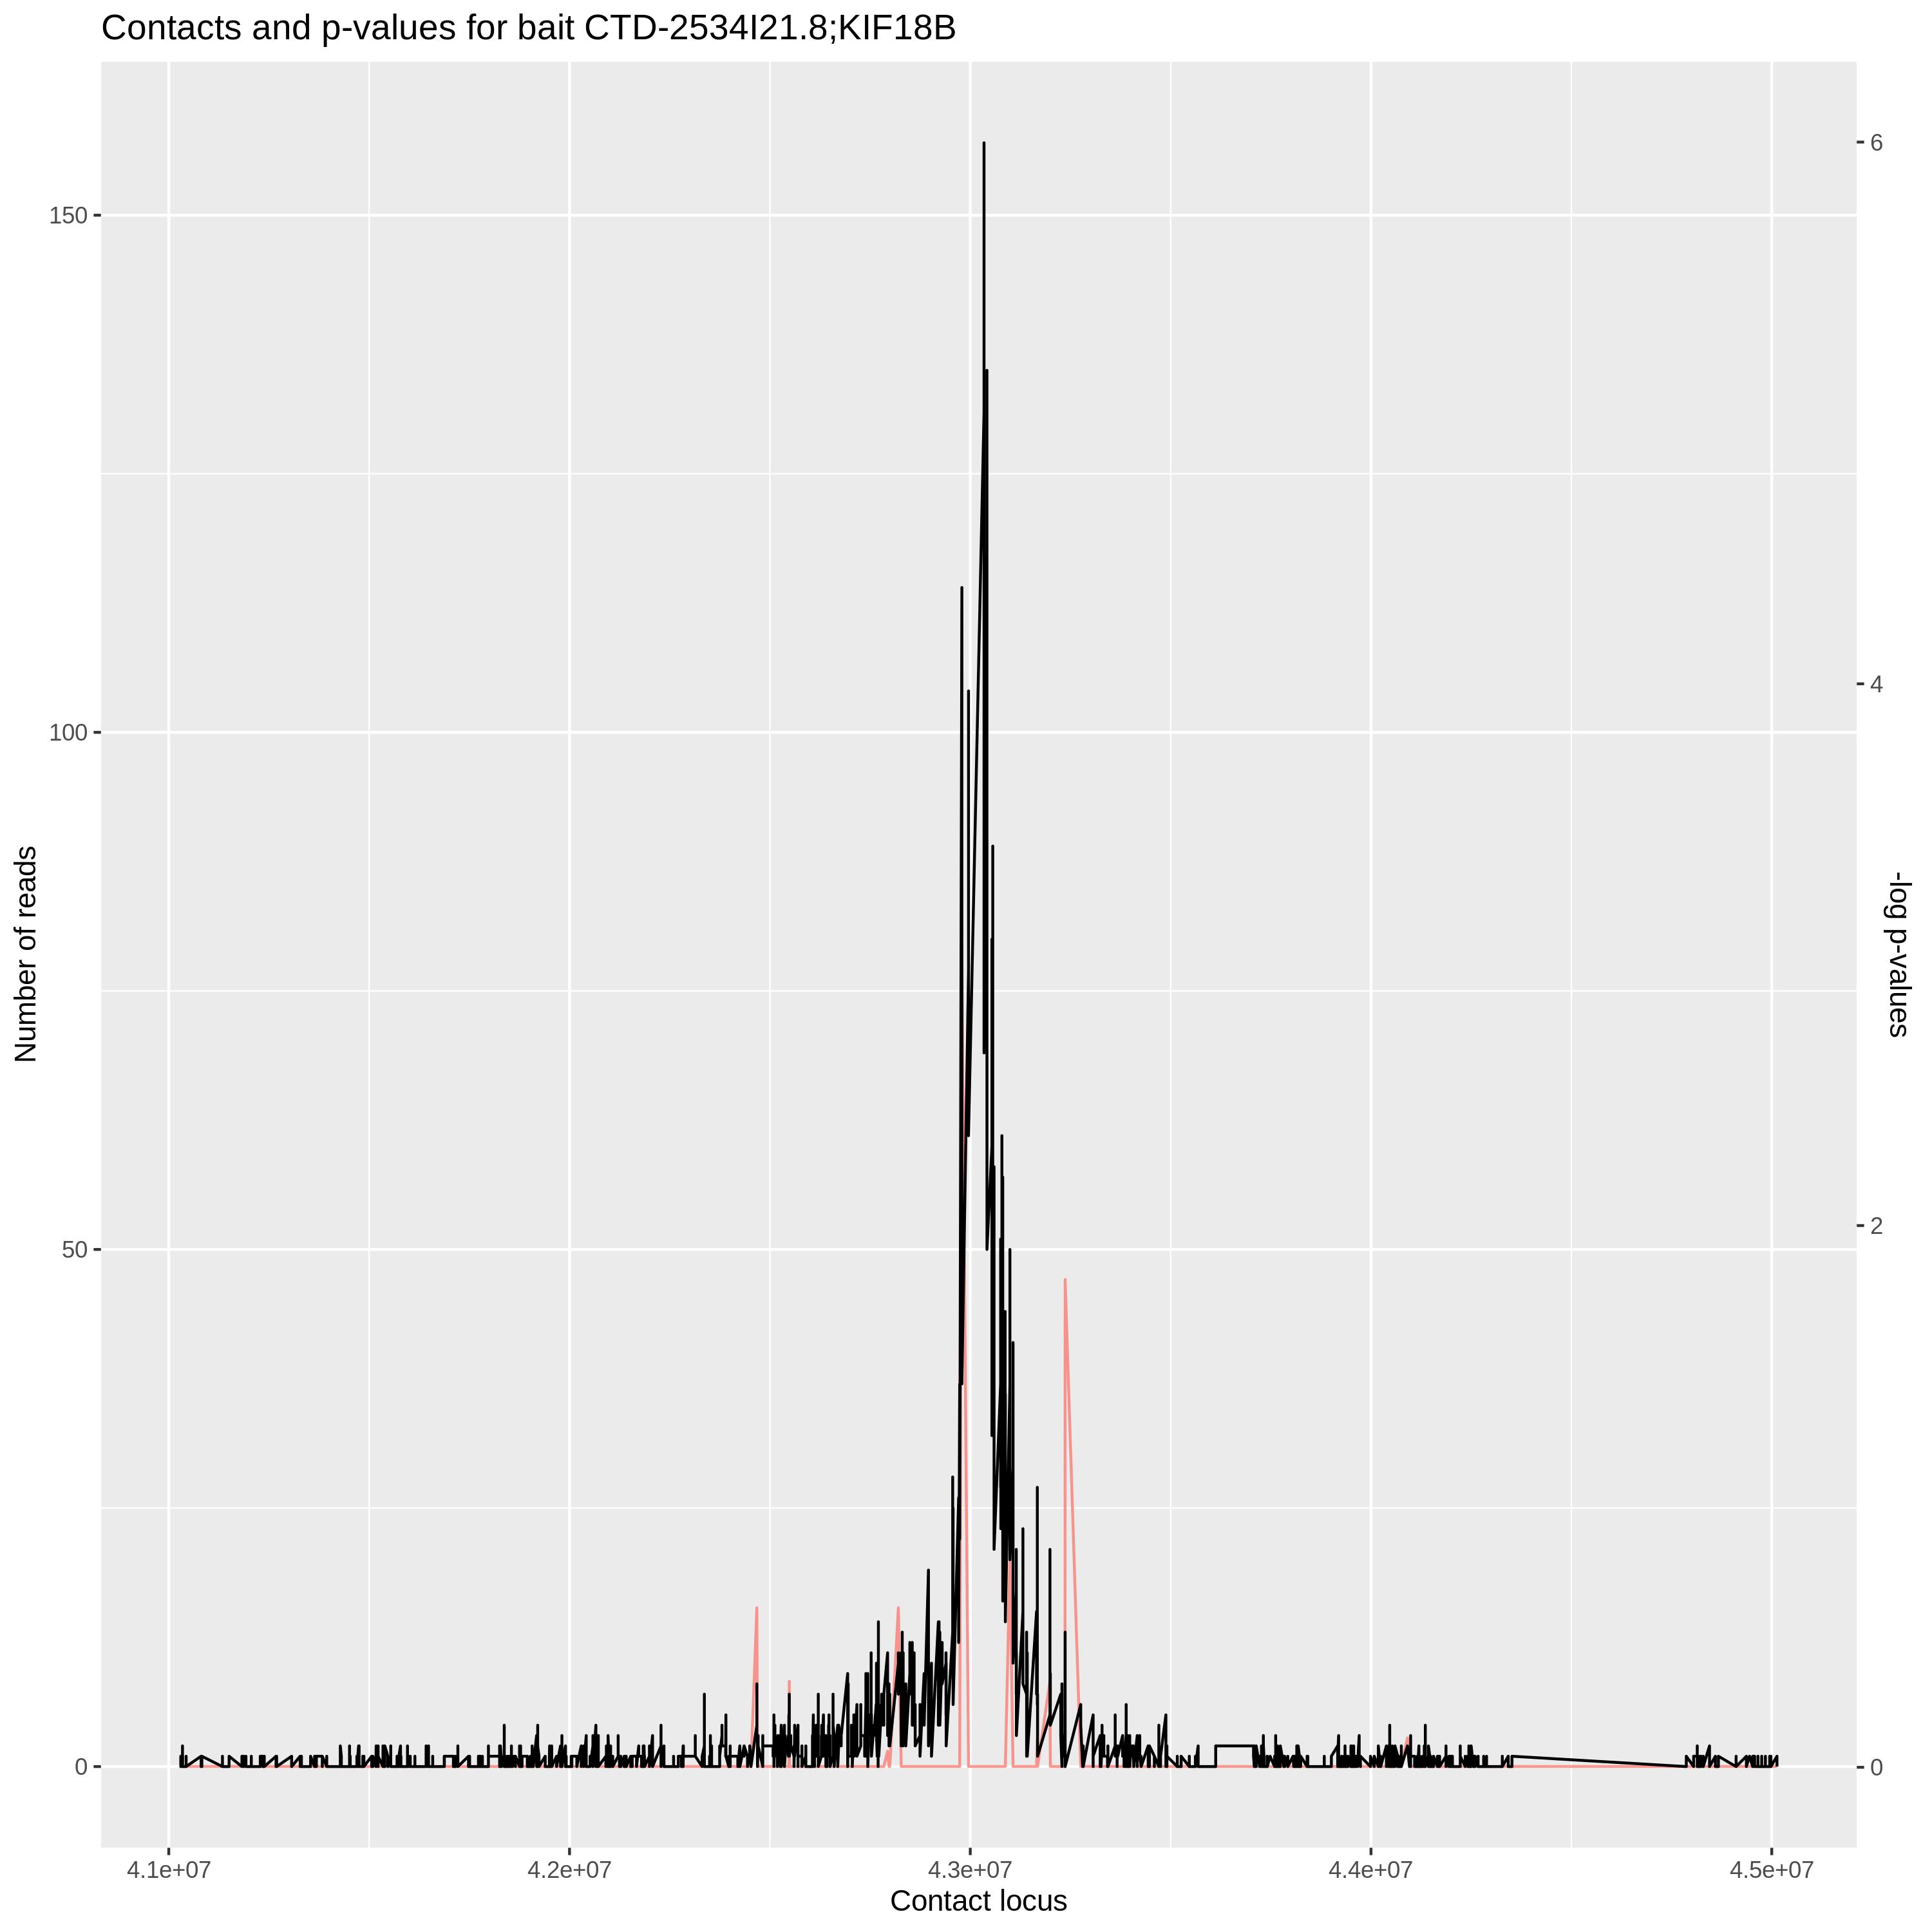 Contacts and p-values for bait CTD-2534I21.8;KIF18B
150
100
50
0
Number of reads
6
4
2
0
-log p-values
4.1e+07
4.2e+07
4.3e+07
4.4e+07
4.5e+07
Contact locus